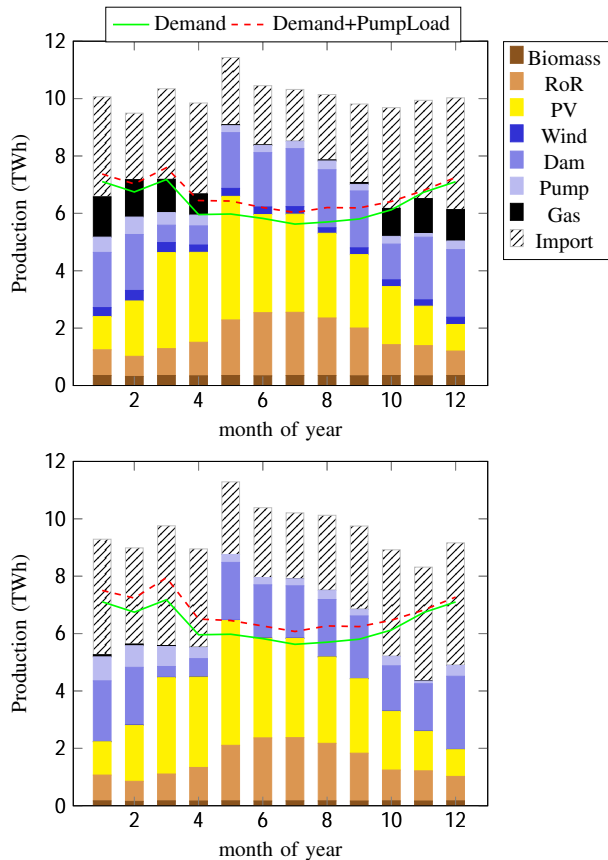 Demand Demand+PumpLoad
12
10
8
6
4
2
0
Production (TWh)
2 4 6 8 10 12
month of year
Biomass
RoR
PV
Wind
Dam
Pump
Gas
Import
12
10
8
6
4
2
0
Production (TWh)
2 4 6 8 10 12
month of year